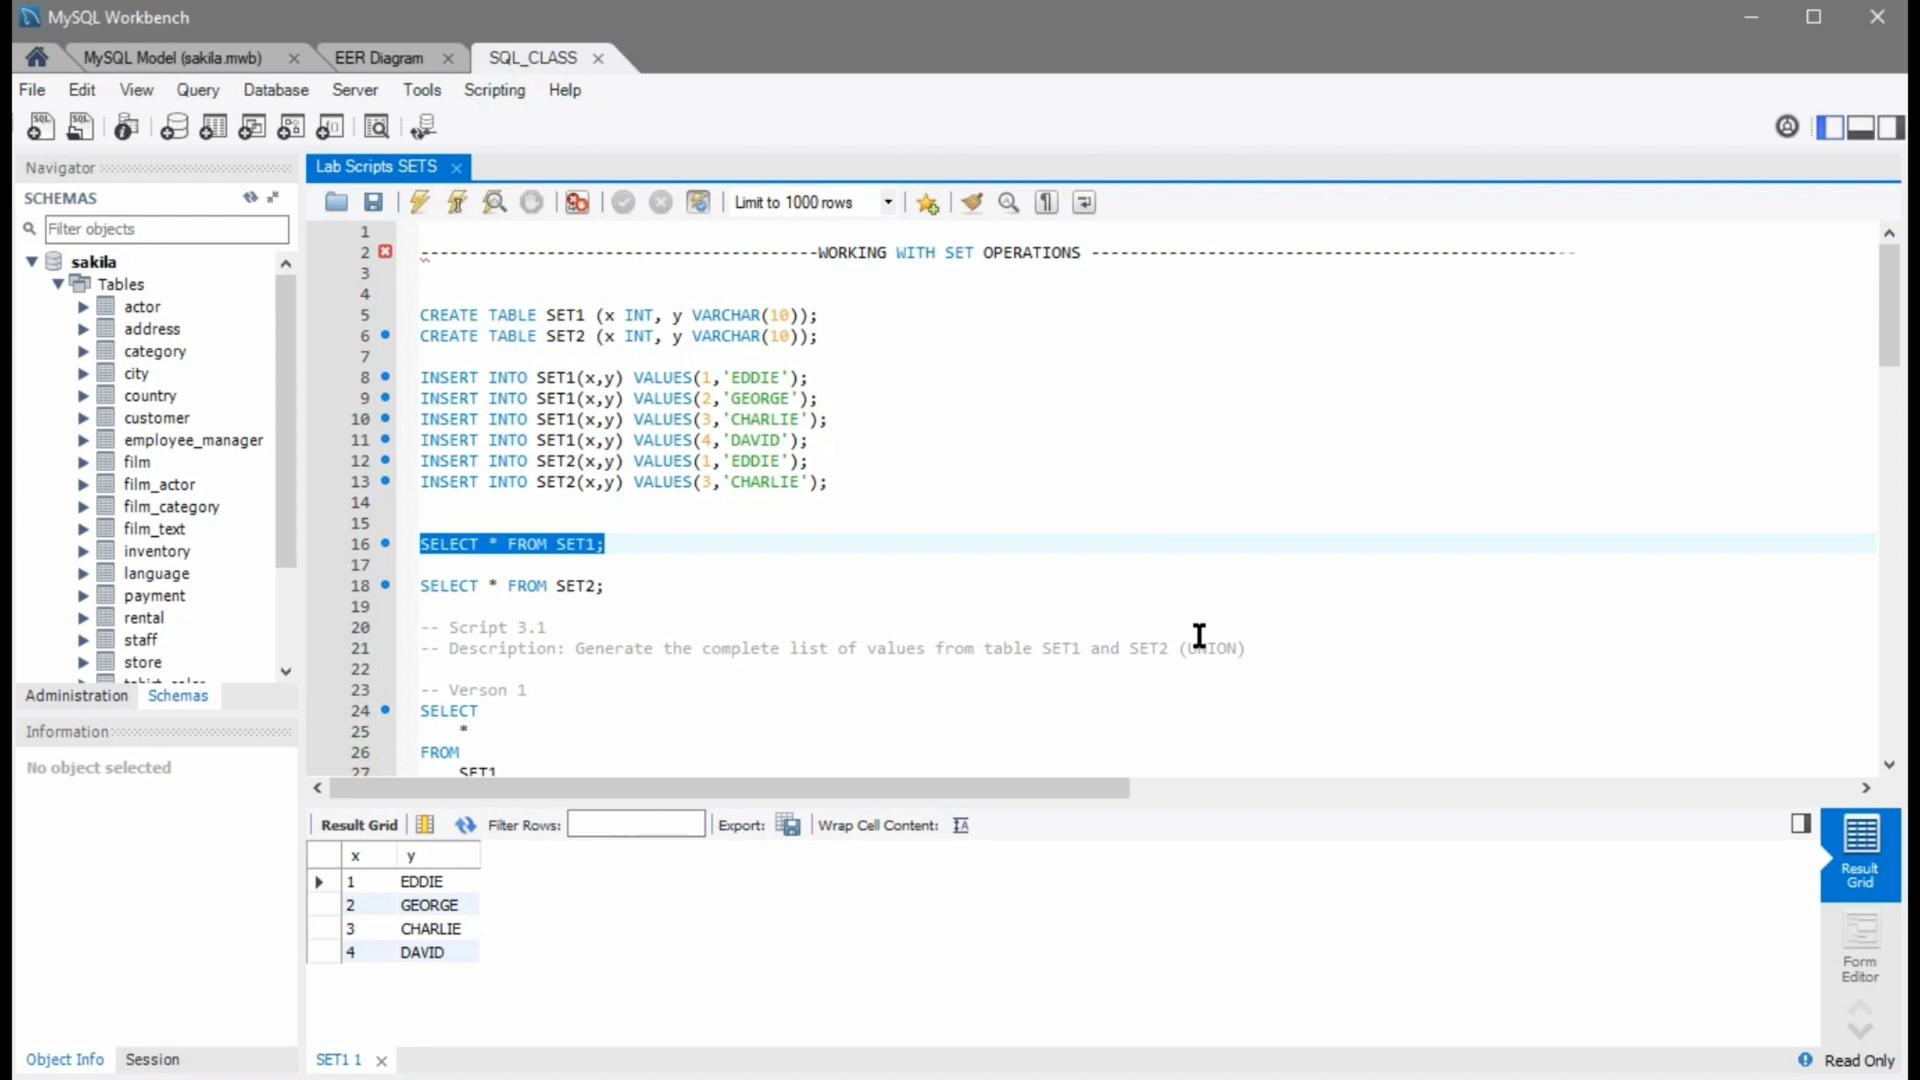 MySQL Workbench
MySQL Model (sakila.mwb)
EER Diagram
SQL_CLASS
File Edit View Query Database Server Tools Scripting Help
Navigator
SCHEMAS
Filter objects
sakila
Tables
actor
address
category
city
country
customer
employee_manager
film
film_actor
film_category
film_text
inventory
language
payment
rental
staff
store
Administration Schemas
Information
No object selected
Object Info Session
Lab Scripts SETS
Limit to 1000 rows
1
2 ----------------------------------------WORKING WITH SET OPERATIONS -------------------------------------------------
3
4
5 CREATE TABLE SET1 (x INT, y VARCHAR(10));
6 CREATE TABLE SET2 (x INT, y VARCHAR(10));
7
8 INSERT INTO SET1(x,y) VALUES(1,'EDDIE');
9 INSERT INTO SET1(x,y) VALUES(2,'GEORGE');
10 INSERT INTO SET1(x,y) VALUES(3,'CHARLIE');
11 INSERT INTO SET1(x,y) VALUES(4,'DAVID');
12 INSERT INTO SET2(x,y) VALUES(1,'EDDIE');
13 INSERT INTO SET2(x,y) VALUES(3,'CHARLIE');
14
15
16 SELECT * FROM SET1;
17
18 SELECT * FROM SET2;
19
20 -- Script 3.1
21 -- Description: Generate the complete list of values from table SET1 and SET2 (UNION)
22
23 -- Verson 1
24 SELECT
25 *
26 FROM
27 SET1
Result Grid Filter Rows: Export: Wrap Cell Content:
x y
1 EDDIE
2 GEORGE
3 CHARLIE
4 DAVID
Result
Grid
Form
Editor
SET1 1
Read Only